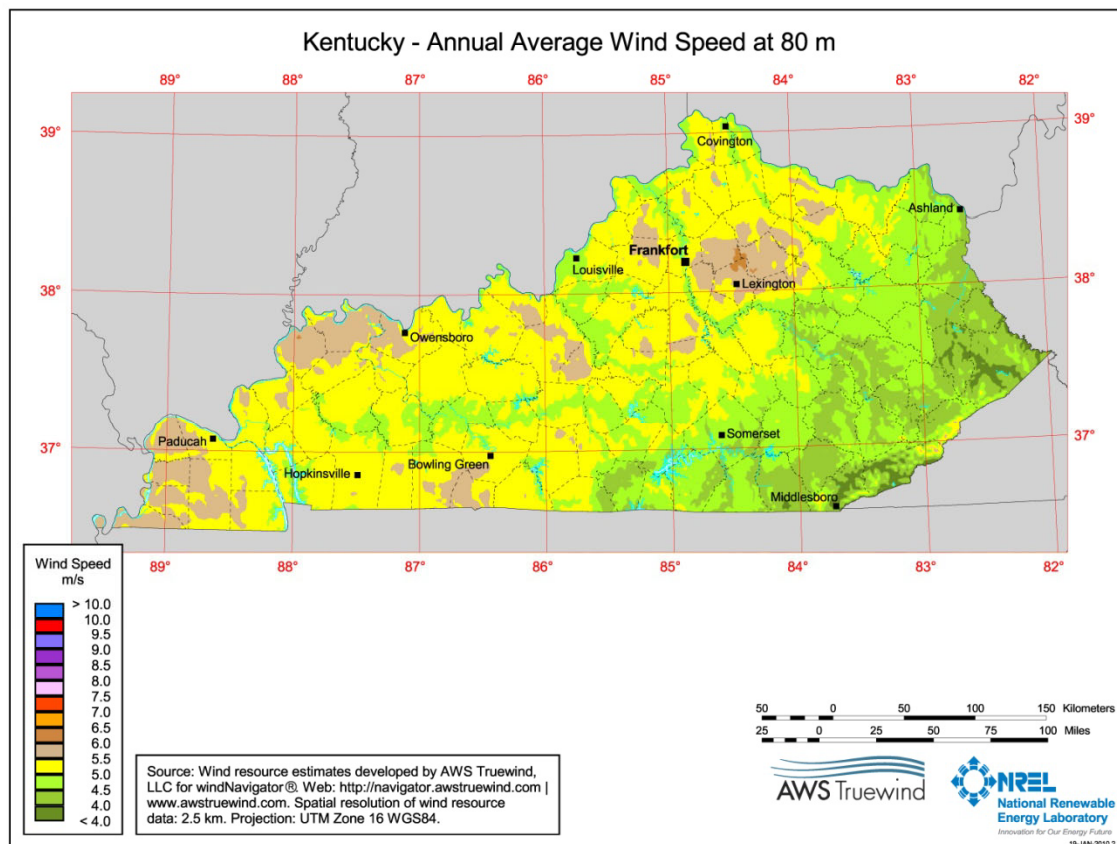 Kentucky - Annual Average Wind Speed at 80 m
89° 88° 87° 86° 85° 84° 83° 82°
39° 39°
Covington
Ashland
Frankfort
Louisville
Lexington
38° 38°
Owensboro
Paducah
Somerset
37° 37°
Bowling Green
Hopkinsville
Middlesboro
89° 88° 87° 86° 85° 84° 83° 82°
Wind Speed
m/s
> 10.0
10.0
9.5
9.0
8.5
8.0
7.5
7.0
6.5
6.0
5.5
5.0
4.5
4.0
< 4.0
Source: Wind resource estimates developed by AWS Truewind,
LLC for windNavigator®. Web: http://navigator.awstruewind.com |
www.awstruewind.com. Spatial resolution of wind resource
data: 2.5 km. Projection: UTM Zone 16 WGS84.
50 0 50 100 150 Kilometers
25 0 25 50 75 100 Miles
AWS Truewind
NREL
National Renewable
Energy Laboratory
Innovation for Our Energy Future